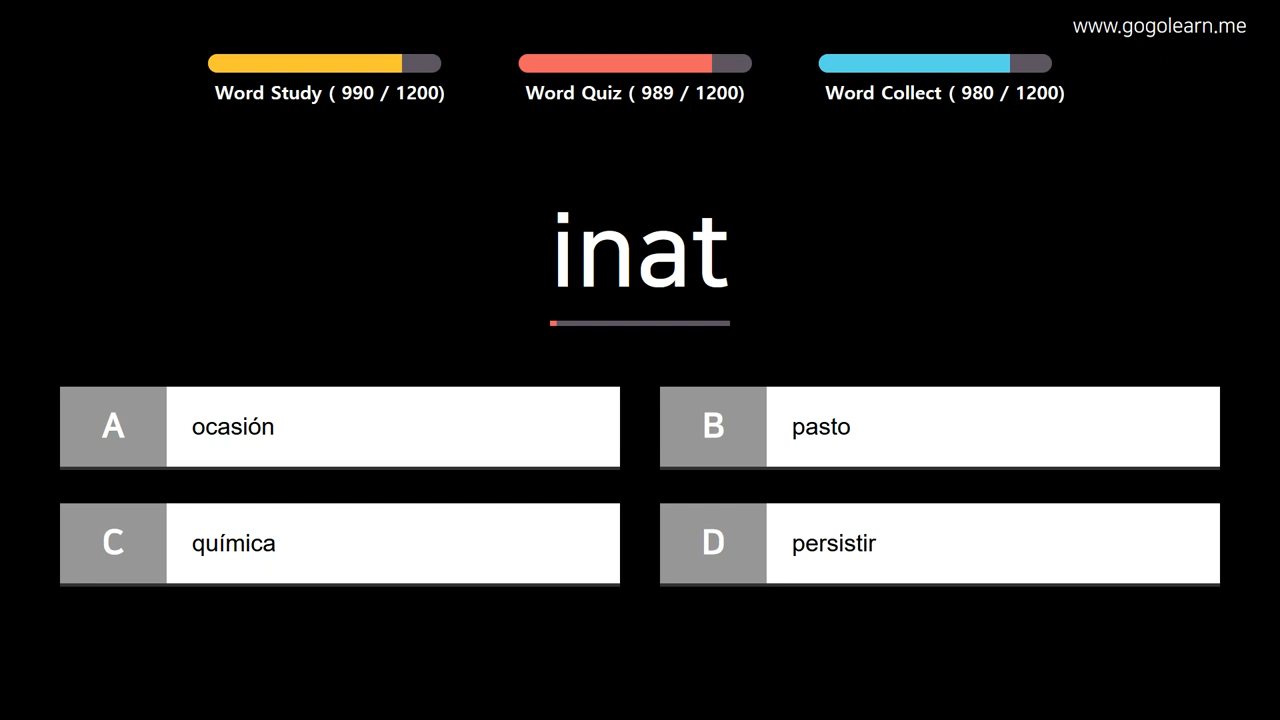 www.gogolearn.me
Word Study ( 990 / 1200)
Word Quiz ( 989 / 1200)
Word Collect ( 980 / 1200)
inat
A ocasión
B pasto
C química
D persistir